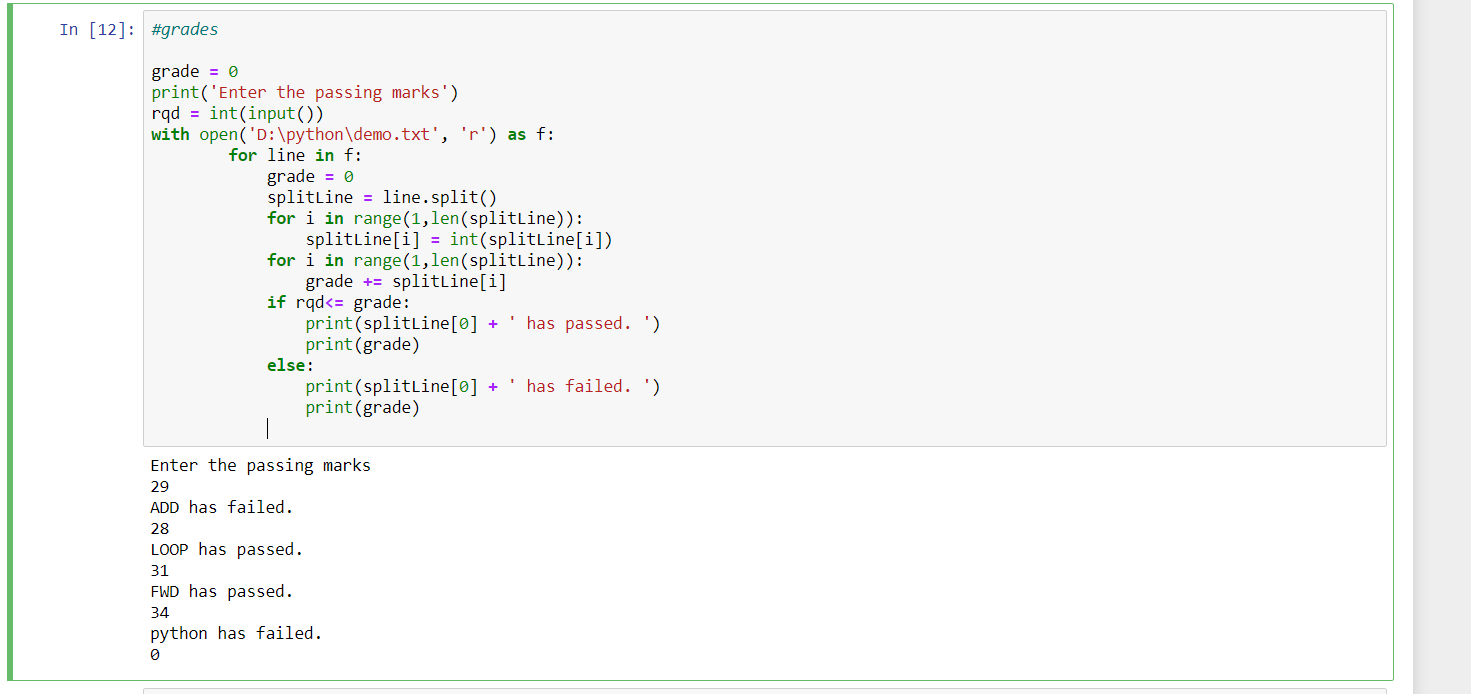 In [12]:
#grades
grade = 0
print('Enter the passing marks')
rqd = int(input())
with open('D:\python\demo.txt', 'r') as f:
        for line in f:
            grade = 0
            splitLine = line.split()
            for i in range(1,len(splitLine)):
                splitLine[i] = int(splitLine[i])
            for i in range(1,len(splitLine)):
                grade += splitLine[i]
            if rqd<= grade:
                print(splitLine[0] + ' has passed. ')
                print(grade)
            else:
                print(splitLine[0] + ' has failed. ')
                print(grade)
Enter the passing marks
29
ADD has failed.
28
LOOP has passed.
31
FWD has passed.
34
python has failed.
0